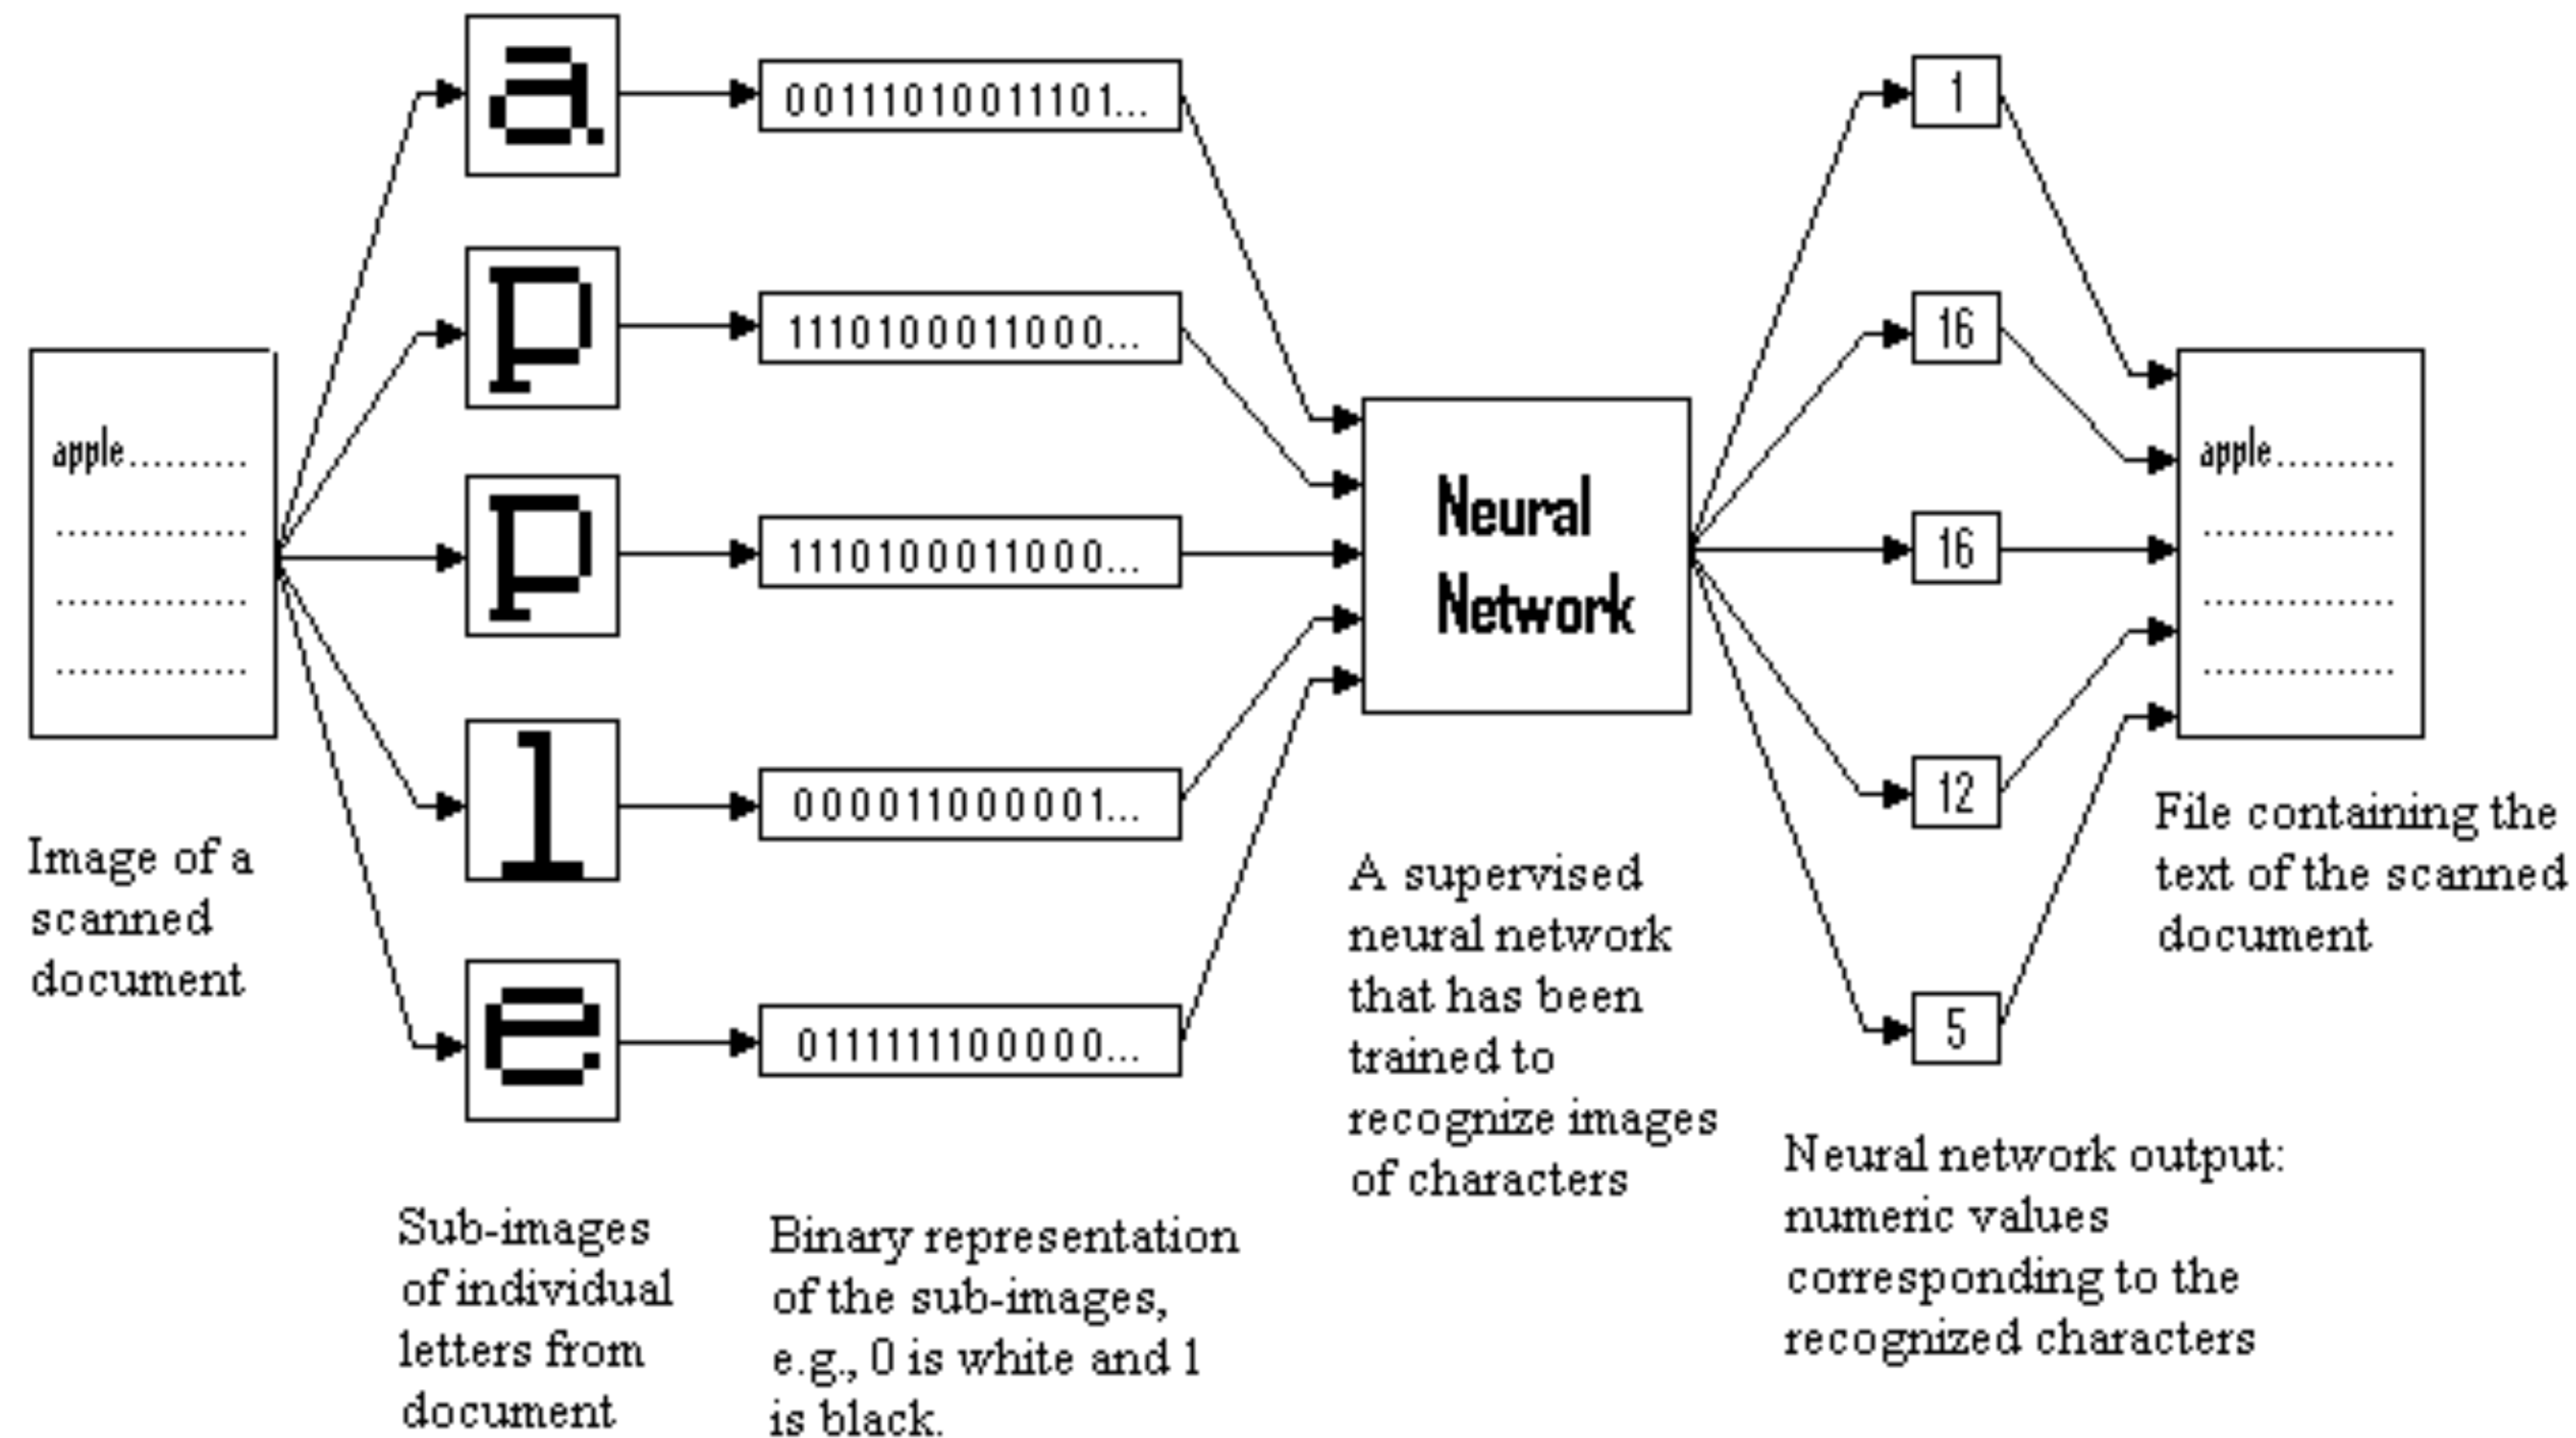 a
00111010011101...
1
p
1110100011000...
16
apple..........
...............
...............
...............
p
1110100011000...
Neural
Network
16
apple..........
...............
...............
...............
l
000011000001...
12
e
0111111100000...
5
Image of a
scanned
document
Sub-images
of individual
letters from
document
Binary representation
of the sub-images,
e.g., 0 is white and 1
is black.
A supervised
neural network
that has been
trained to
recognize images
of characters
Neural network output:
numeric values
corresponding to the
recognized characters
File containing the
text of the scanned
document